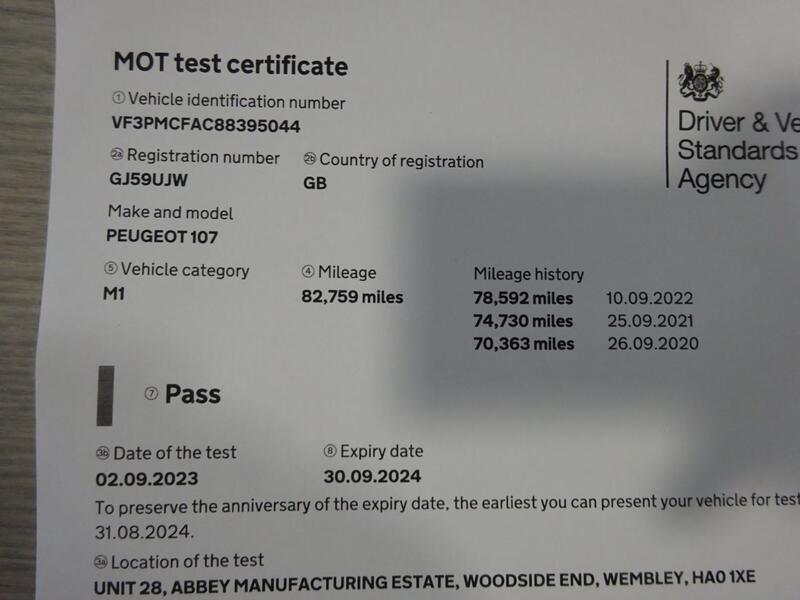 MOT test certificate
① Vehicle identification number
VF3PMCFAC88395044
2a Registration number 2b Country of registration
GJ59UJW GB
Make and model
PEUGEOT 107
⑤ Vehicle category ④ Mileage Mileage history
M1 82,759 miles 78,592 miles 10.09.2022
74,730 miles 25.09.2021
70,363 miles 26.09.2020
⑦ Pass
3b Date of the test ⑧ Expiry date
02.09.2023 30.09.2024
To preserve the anniversary of the expiry date, the earliest you can present your vehicle for test
31.08.2024.
3a Location of the test
UNIT 28, ABBEY MANUFACTURING ESTATE, WOODSIDE END, WEMBLEY, HA0 1XE
Driver & Ve
Standards
Agency